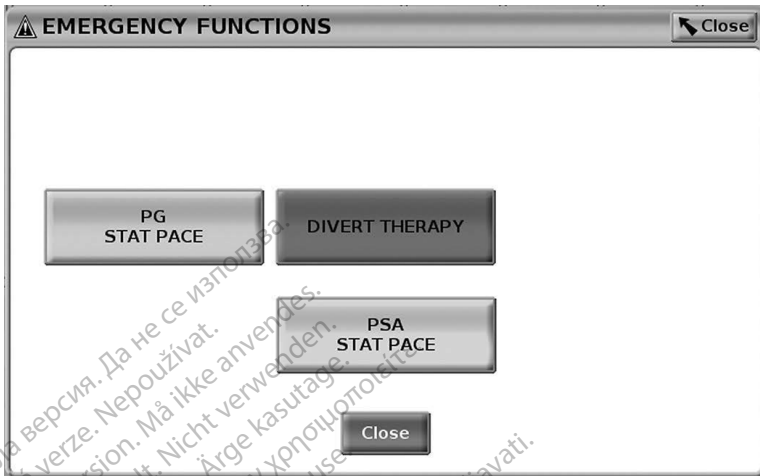 EMERGENCY FUNCTIONS
Close
PG
STAT PACE
DIVERT THERAPY
PSA
STAT PACE
Close
версия. Да не се използва.
verze. Nepoužívat.
Må ikke anvendes.
Nicht verwenden.
Ärge kasutage.